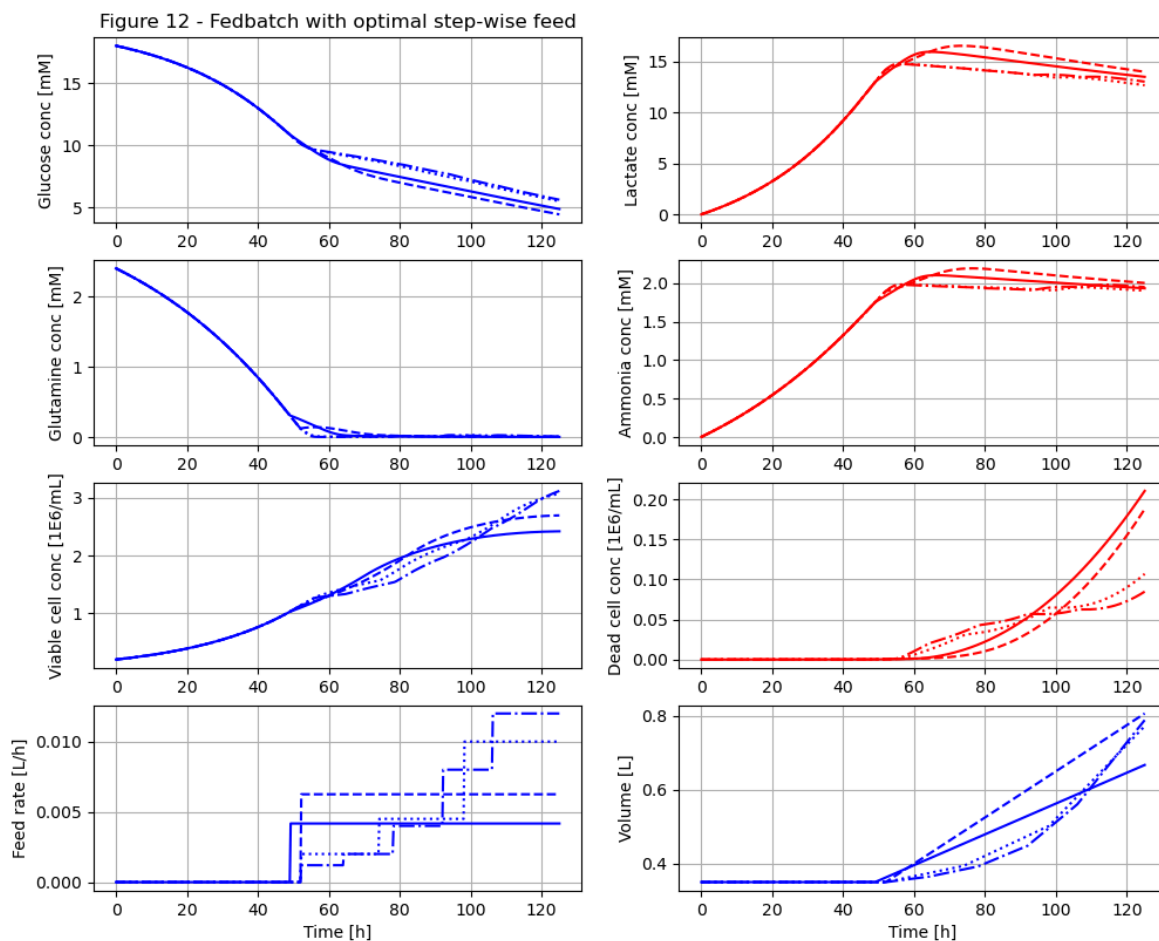 Figure 12 - Fedbatch with optimal step-wise feed
Glucose conc [mM]
15
10
5
0 20 40 60 80 100 120
Lactate conc [mM]
15
10
5
0
0 20 40 60 80 100 120
Glutamine conc [mM]
2
1
0
0 20 40 60 80 100 120
Ammonia conc [mM]
2.0
1.5
1.0
0.5
0.0
0 20 40 60 80 100 120
Viable cell conc [1E6/mL]
3
2
1
0 20 40 60 80 100 120
Dead cell conc [1E6/mL]
0.20
0.15
0.10
0.05
0.00
0 20 40 60 80 100 120
Feed rate [L/h]
0.010
0.005
0.000
0 20 40 60 80 100 120
Time [h]
Volume [L]
0.8
0.6
0.4
0 20 40 60 80 100 120
Time [h]